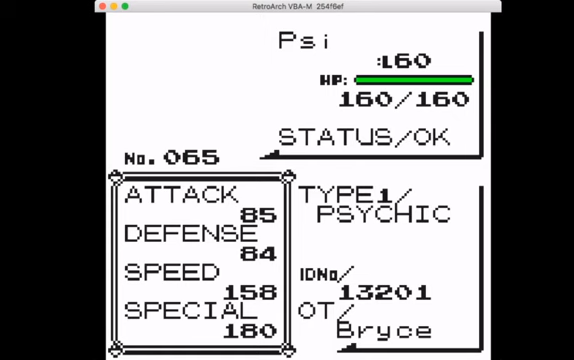 RetroArch VBA-M 254f6ef
Psi
:L60
HP:
160/160
STATUS/OK
No.065
ATTACK
85
DEFENSE
84
SPEED
158
SPECIAL
180
TYPE1/
PSYCHIC
IDNo/
13201
OT/
Bryce